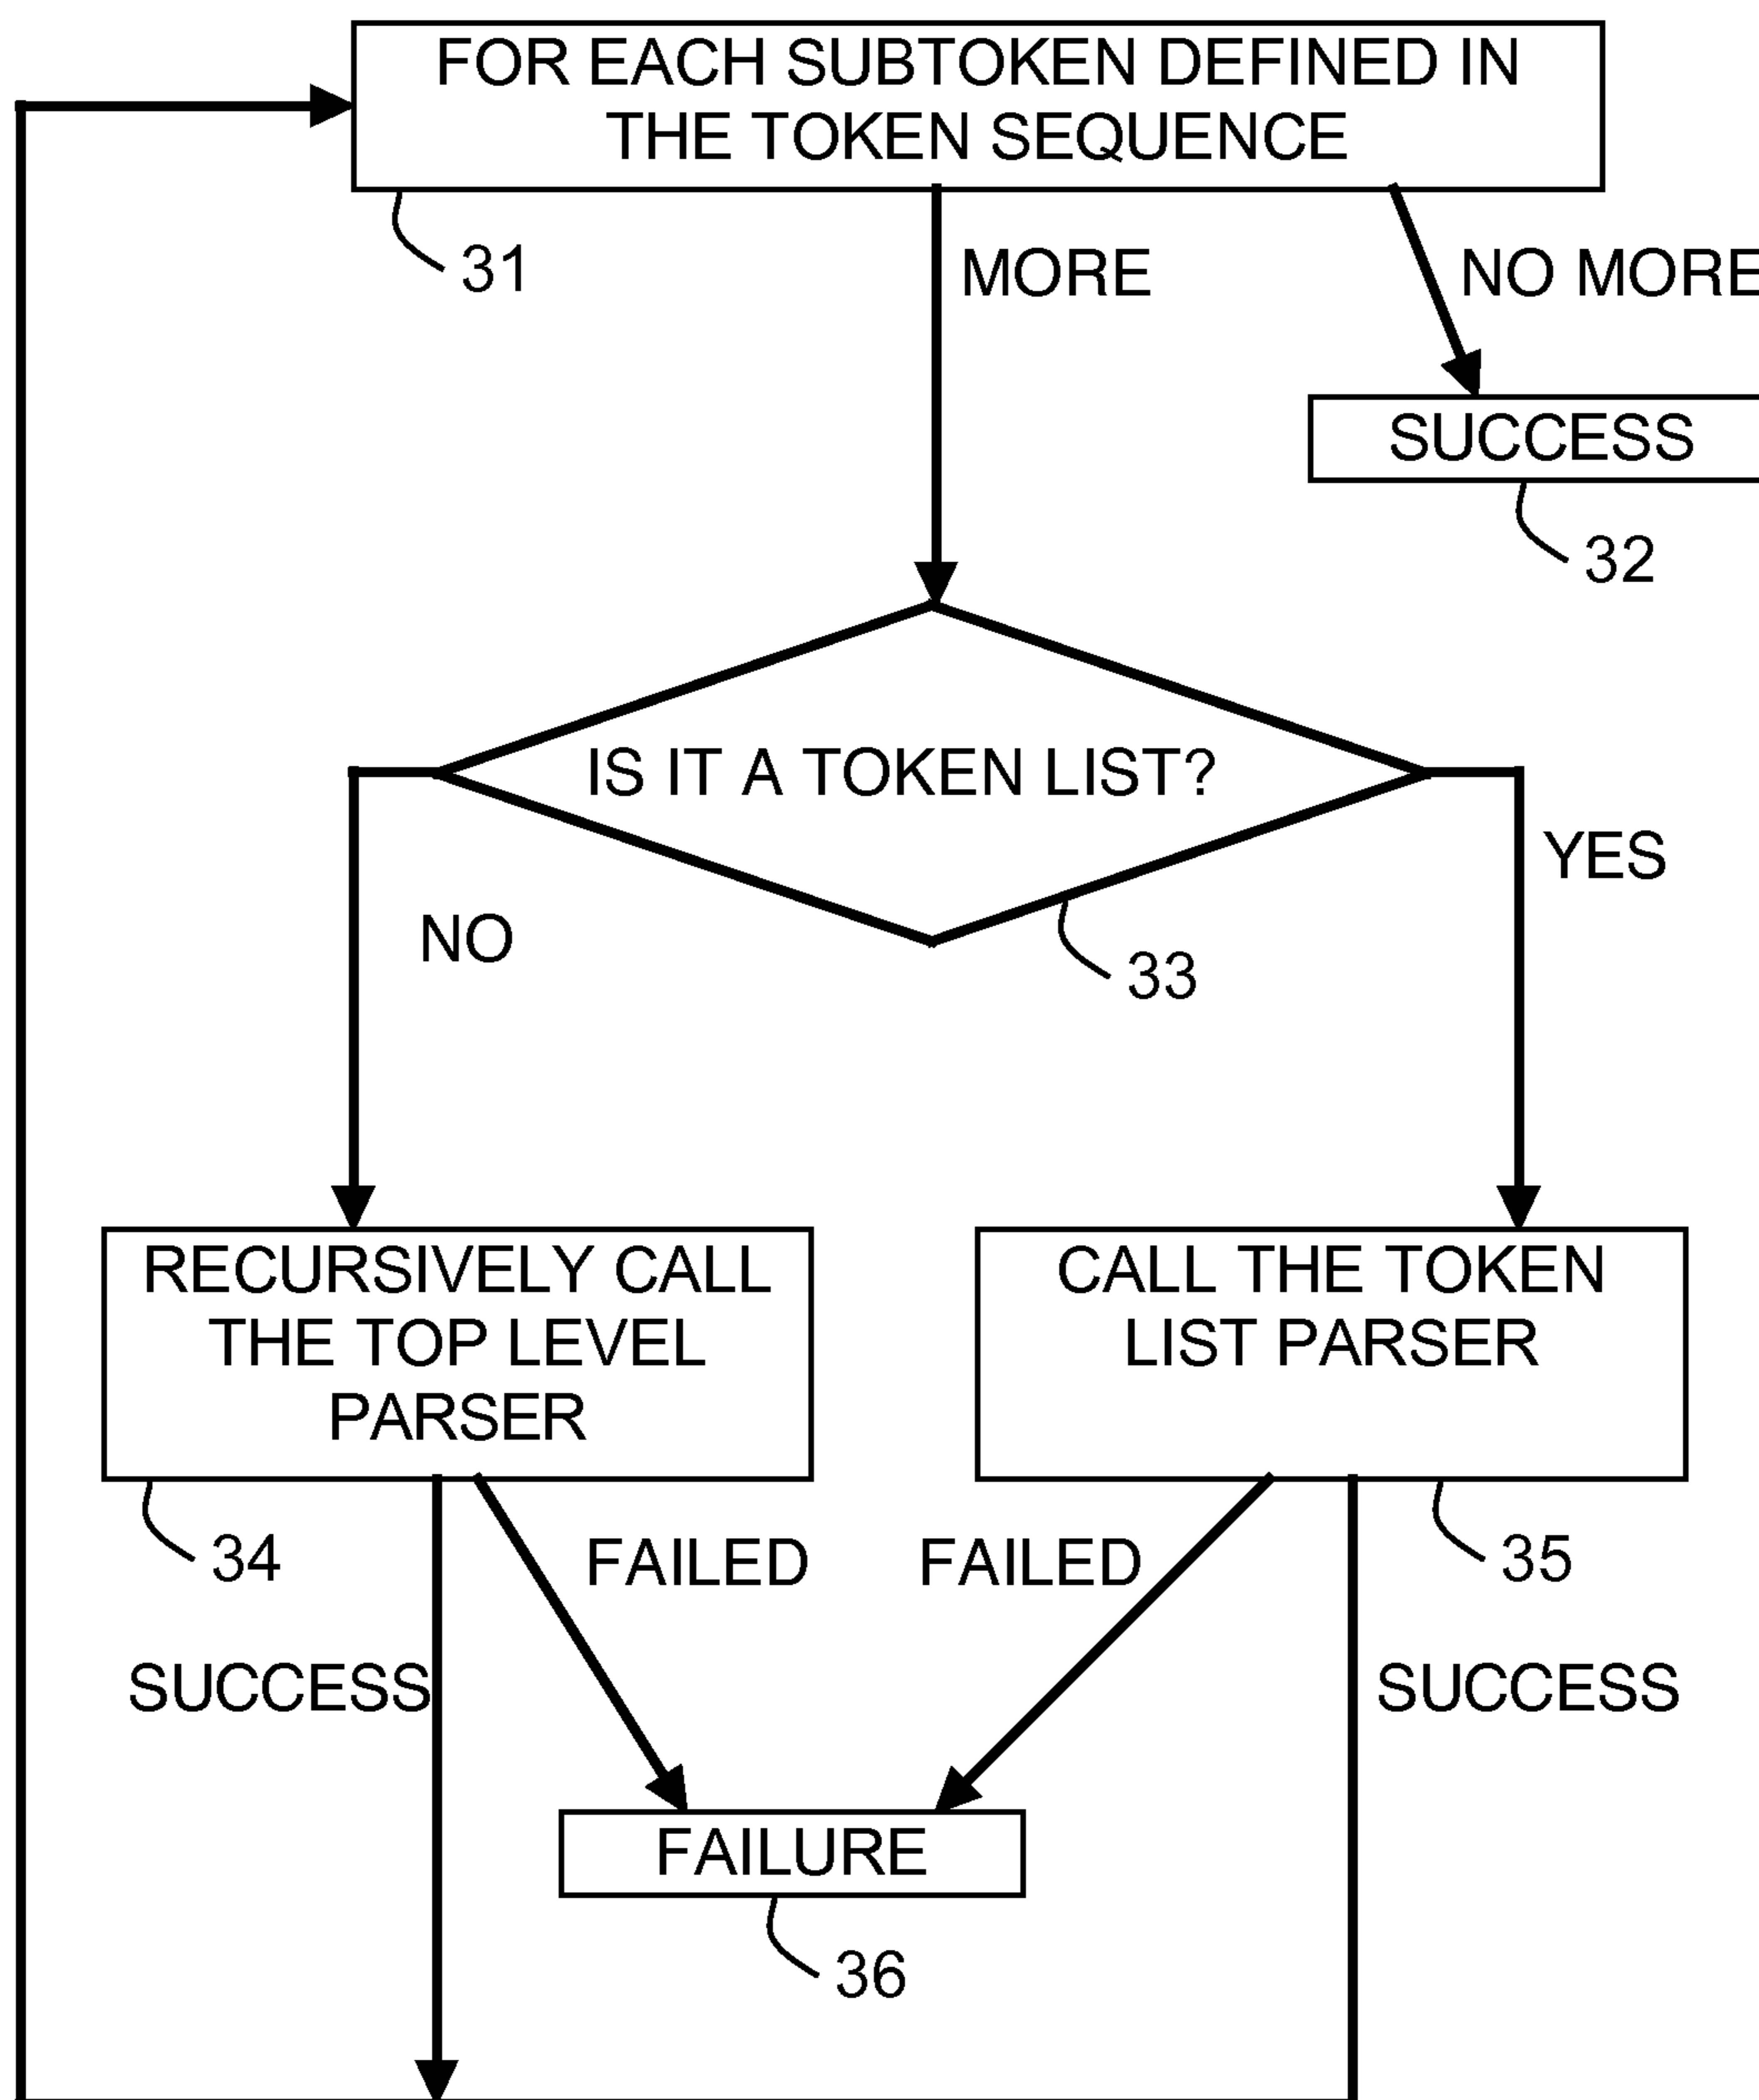 FOR EACH SUBTOKEN DEFINED IN
THE TOKEN SEQUENCE
31
MORE
NO MORE
SUCCESS
32
IS IT A TOKEN LIST?
YES
NO
33
RECURSIVELY CALL
THE TOP LEVEL
PARSER
CALL THE TOKEN
LIST PARSER
34
FAILED
FAILED
35
SUCCESS
SUCCESS
FAILURE
36